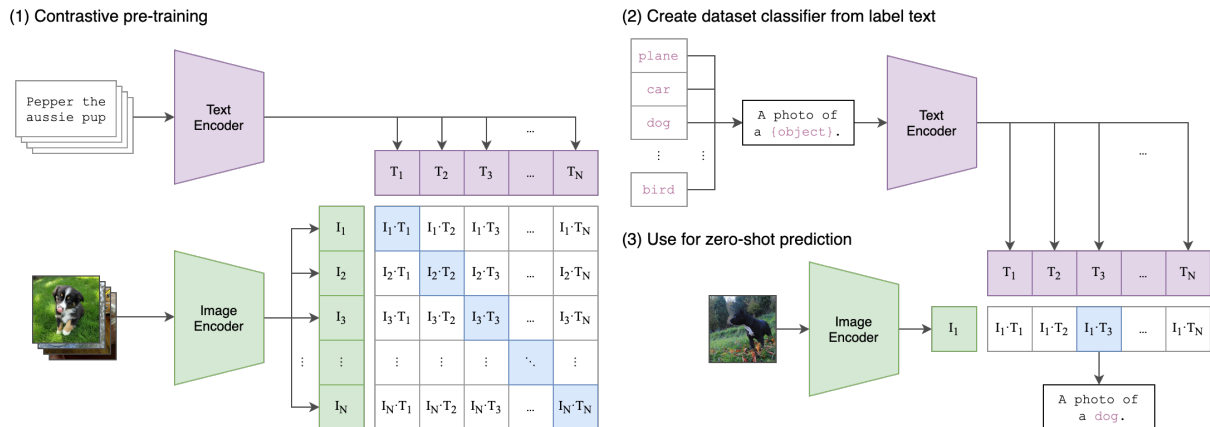 (1) Contrastive pre-training
Pepper the
aussie pup
Text
Encoder
...
T1 T2 T3 ... TN
Image
Encoder
I1 I1·T1 I1·T2 I1·T3 ... I1·TN
I2 I2·T1 I2·T2 I2·T3 ... I2·TN
I3 I3·T1 I3·T2 I3·T3 ... I3·TN
⋮ ⋮ ⋮ ⋮ ⋮ ⋱ ⋮
IN IN·T1 IN·T2 IN·T3 ... IN·TN
(2) Create dataset classifier from label text
plane
car
dog
⋮ ⋮
bird
A photo of
a {object}.
Text
Encoder
...
(3) Use for zero-shot prediction
T1 T2 T3 ... TN
Image
Encoder
I1 I1·T1 I1·T2 I1·T3 ... I1·TN
A photo of
a dog.